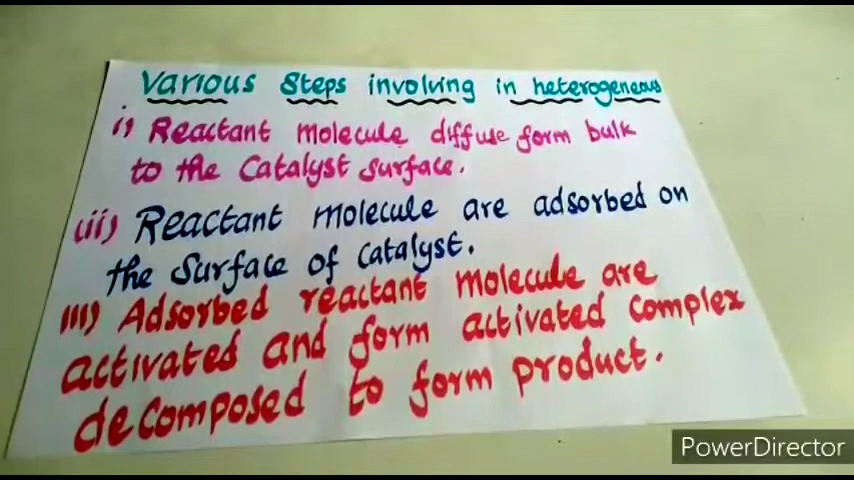 Various Steps involving in heterogeneous
i) Reactant molecule diffuse form bulk
to the Catalyst surface.
(ii) Reactant molecule are adsorbed on
the surface of catalyst.
III) Adsorbed reactant molecule are
activated and form activated complex
decomposed to form product.
PowerDirector